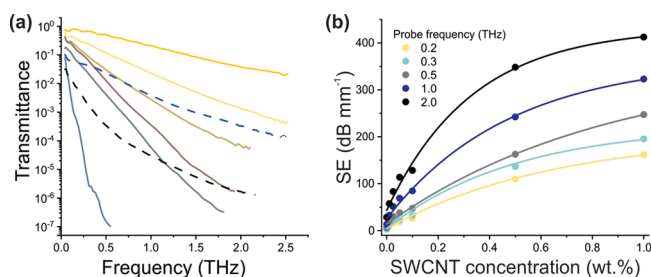 (a)
10⁰
10⁻¹
10⁻²
10⁻³
10⁻⁴
10⁻⁵
10⁻⁶
10⁻⁷
Transmittance
0.0 0.5 1.0 1.5 2.0 2.5
Frequency (THz)
(b)
400
300
200
100
0
SE (dB mm⁻¹)
Probe frequency (THz)
0.2
0.3
0.5
1.0
2.0
0.0 0.2 0.4 0.6 0.8 1.0
SWCNT concentration (wt.%)